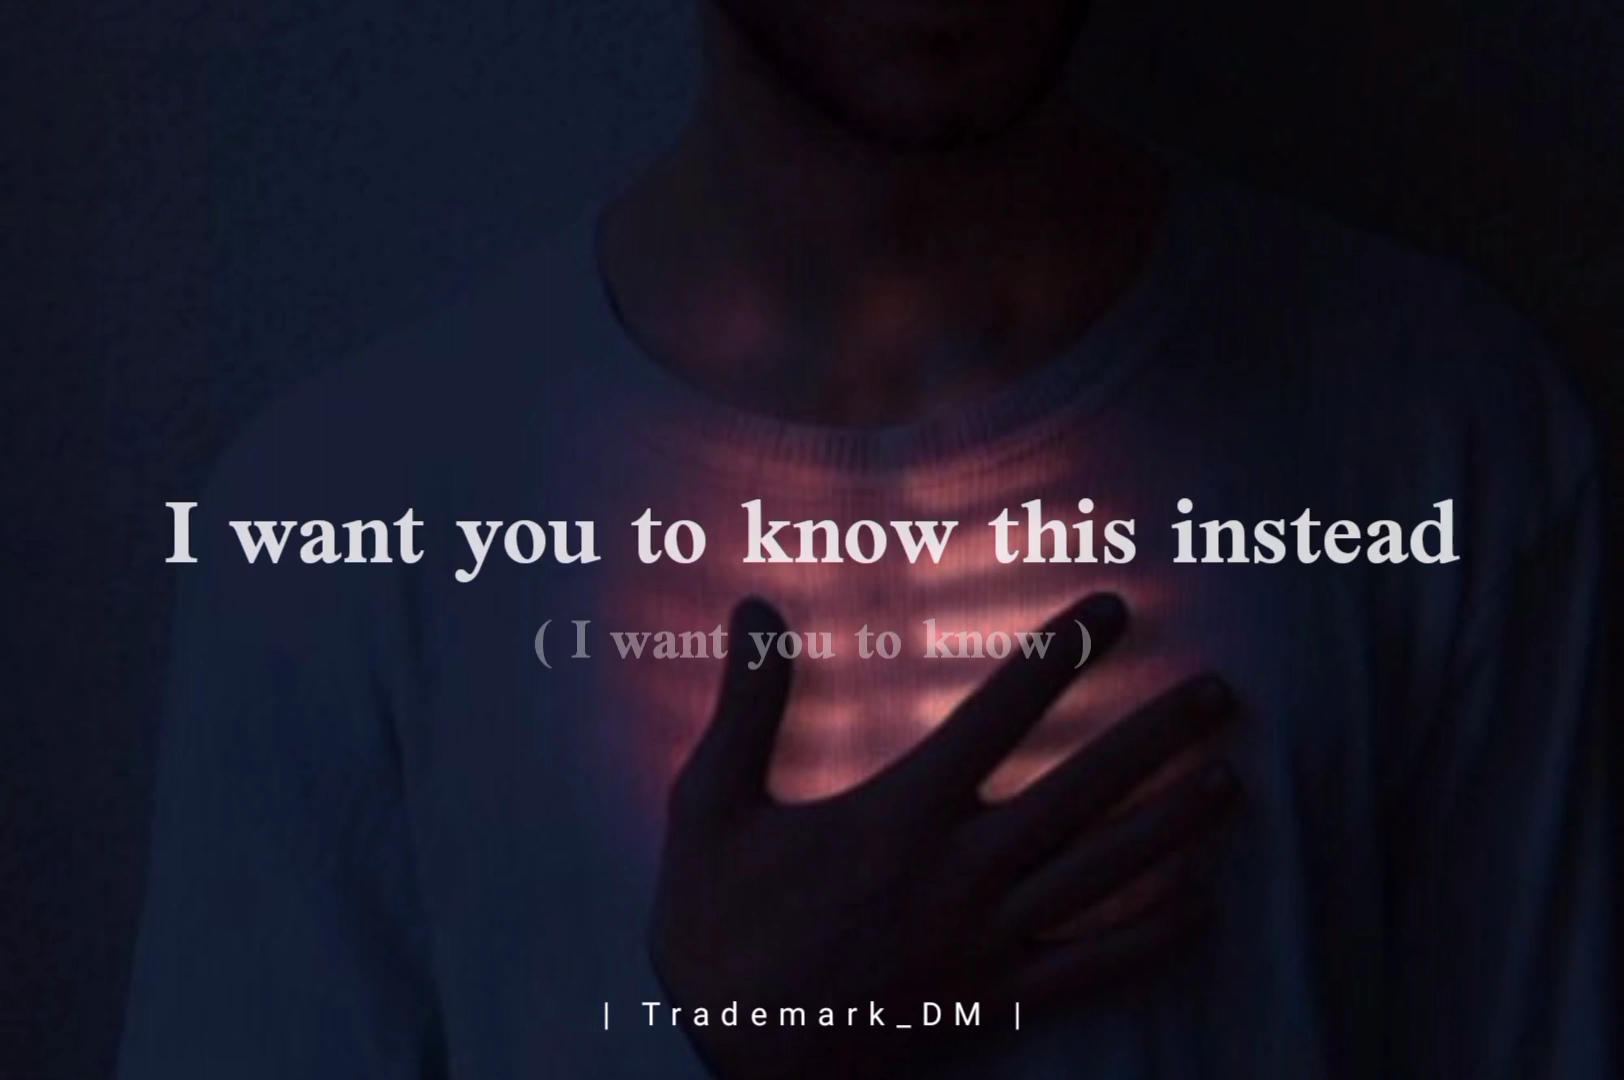 I want you to know this instead
( I want you to know )
| Trademark_DM |